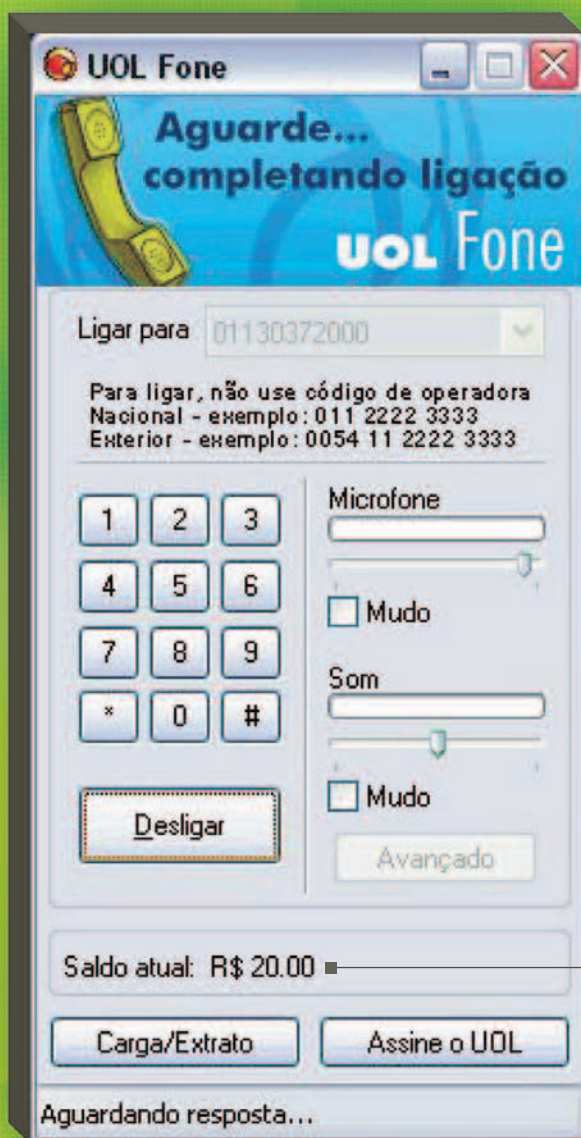 UOL Fone
Aguarde...
completando ligação
UOL Fone
Ligar para 01130372000
Para ligar, não use código de operadora
Nacional - exemplo: 011 2222 3333
Exterior - exemplo: 0054 11 2222 3333
1 2 3
4 5 6
7 8 9
* 0 #
Desligar
Microfone
Mudo
Som
Mudo
Avançado
Saldo atual: R$ 20.00
Carga/Extrato Assine o UOL
Aguardando resposta...